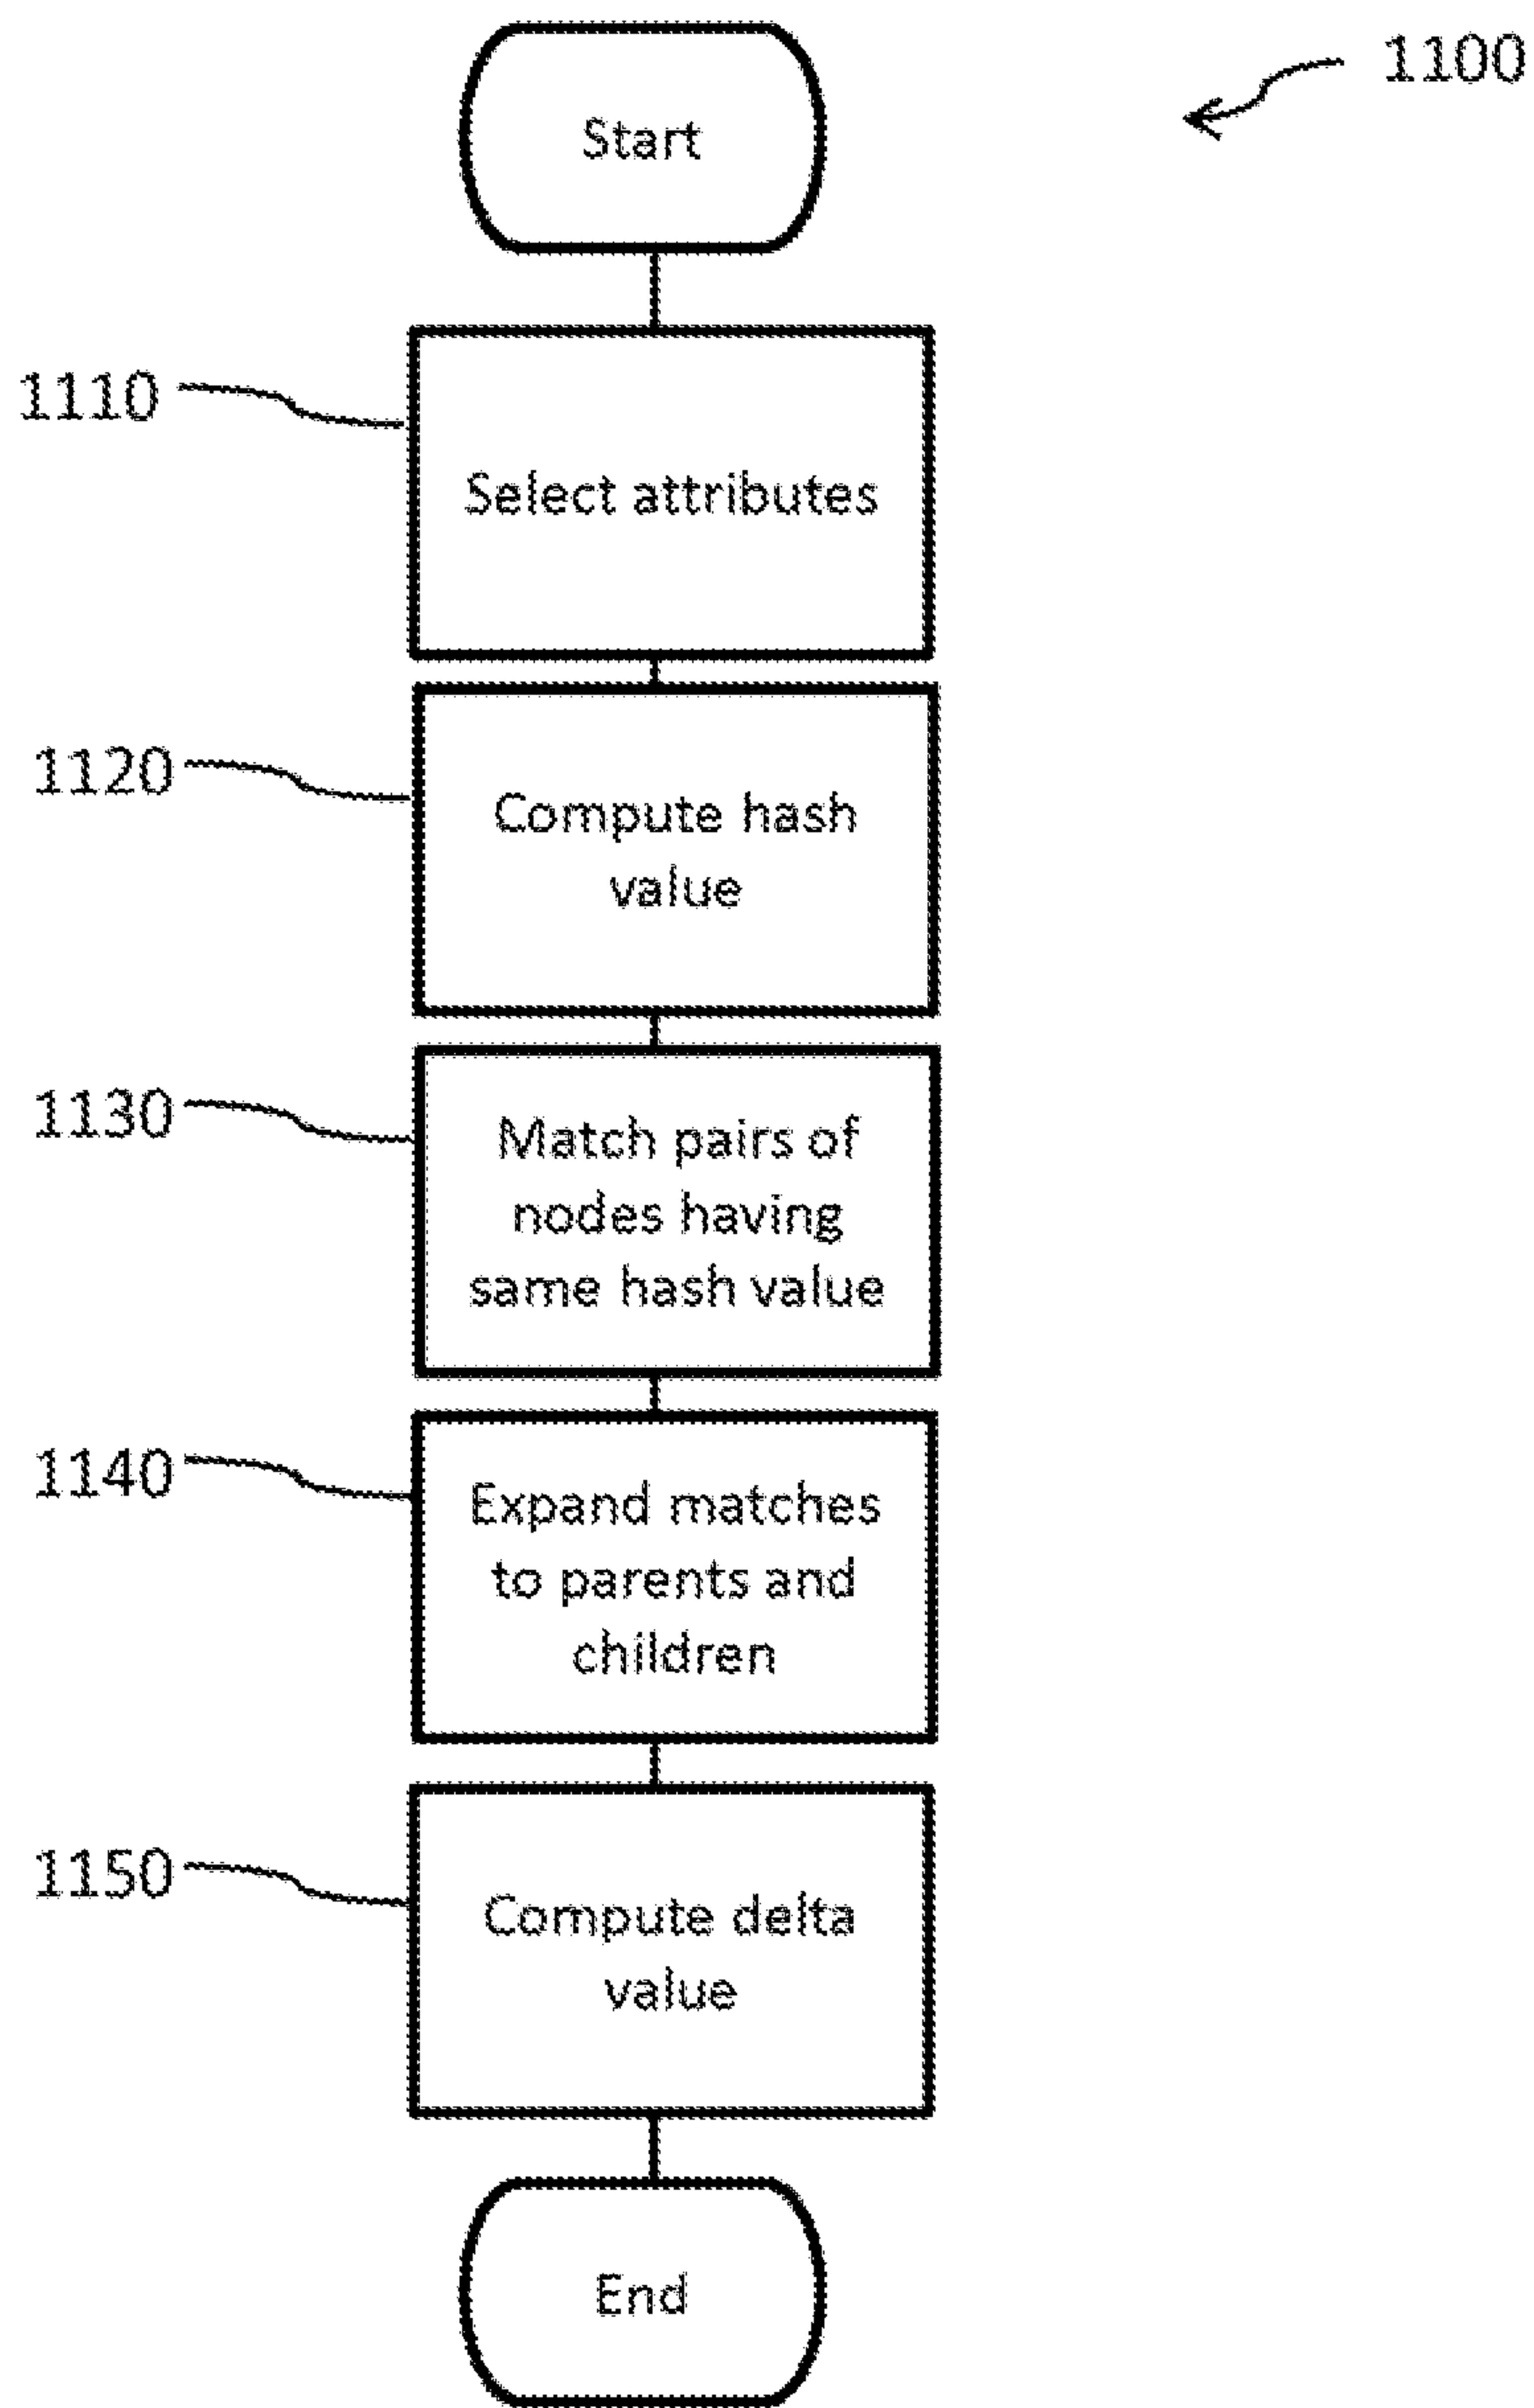 Start
1100
1110
Select attributes
1120
Compute hash
value
1130
Match pairs of
nodes having
same hash value
1140
Expand matches
to parents and
children
1150
Compute delta
value
End